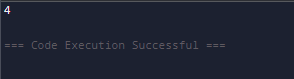 4
=== Code Execution Successful ===